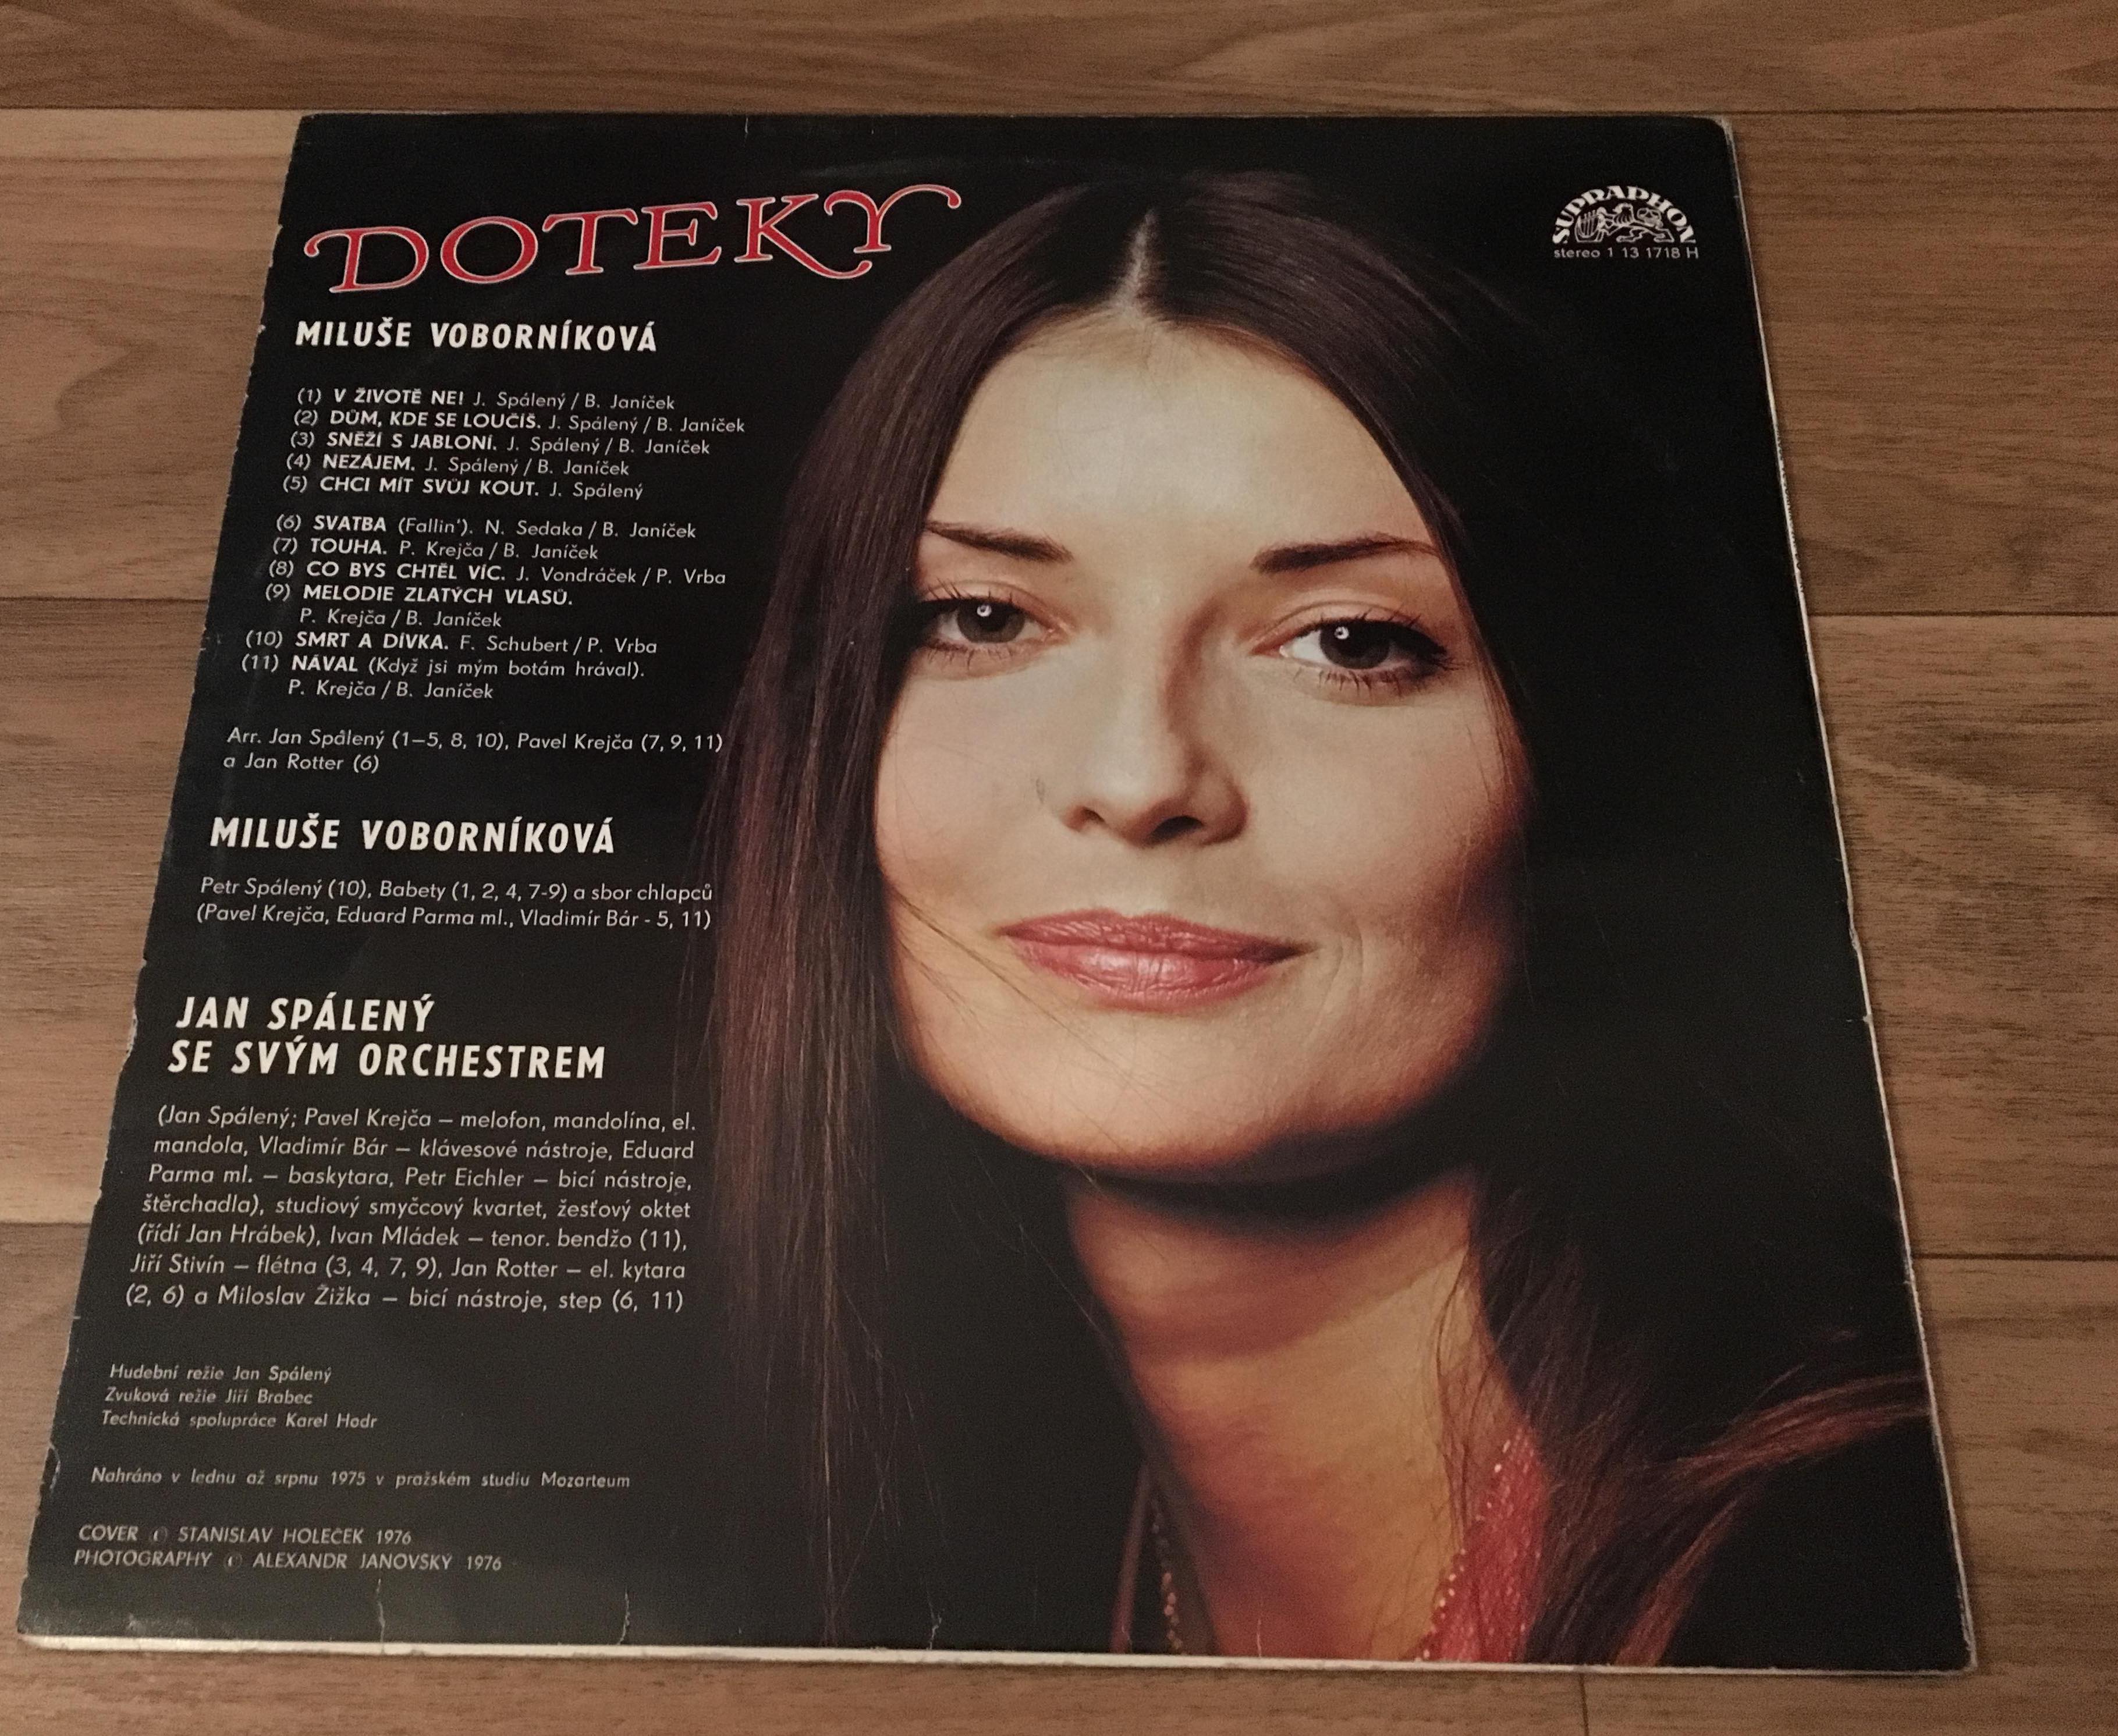 DOTEKY
SUPRAPHON
stereo 1 13 1718 H
MILUŠE VOBORNÍKOVÁ
(1) V ŽIVOTĚ NE! J. Spálený / B. Janíček
(2) DŮM, KDE SE LOUČÍŠ. J. Spálený / B. Janíček
(3) SNĚŽÍ S JABLONÍ. J. Spálený / B. Janíček
(4) NEZÁJEM. J. Spálený / B. Janíček
(5) CHCI MÍT SVŮJ KOUT. J. Spálený
(6) SVATBA (Fallin'). N. Sedaka / B. Janíček
(7) TOUHA. P. Krejča / B. Janíček
(8) CO BYS CHTĚL VÍC. J. Vondráček / P. Vrba
(9) MELODIE ZLATÝCH VLASŮ.
P. Krejča / B. Janíček
(10) SMRT A DÍVKA. F. Schubert / P. Vrba
(11) NÁVAL (Když jsi mým botám hrával).
P. Krejča / B. Janíček
Arr. Jan Spálený (1—5, 8, 10), Pavel Krejča (7, 9, 11)
a Jan Rotter (6)
MILUŠE VOBORNÍKOVÁ
Petr Spálený (10), Babety (1, 2, 4, 7-9) a sbor chlapců
(Pavel Krejča, Eduard Parma ml., Vladimír Bár - 5, 11)
JAN SPÁLENÝ
SE SVÝM ORCHESTREM
(Jan Spálený; Pavel Krejča — melofon, mandolína, el.
mandola, Vladimír Bár — klávesové nástroje, Eduard
Parma ml. — baskytara, Petr Eichler — bicí nástroje,
štěrchadla), studiový smyčcový kvartet, žesťový oktet
(řídí Jan Hrábek), Ivan Mládek — tenor. bendžo (11),
Jiří Stivín — flétna (3, 4, 7, 9), Jan Rotter — el. kytara
(2, 6) a Miloslav Žižka — bicí nástroje, step (6, 11)
Hudební režie Jan Spálený
Zvuková režie Jiří Brabec
Technická spolupráce Karel Hodr
Nahráno v lednu až srpnu 1975 v pražském studiu Mozarteum
COVER © STANISLAV HOLEČEK 1976
PHOTOGRAPHY © ALEXANDR JANOVSKÝ 1976